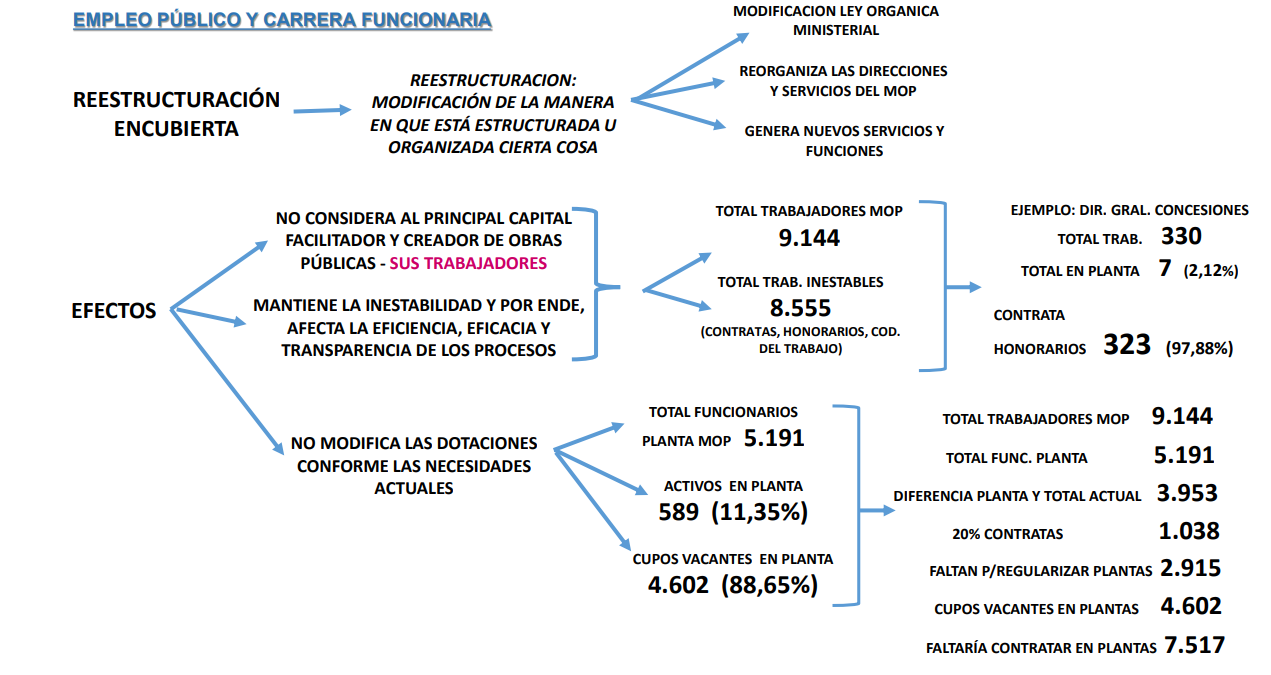 EMPLEO PÚBLICO Y CARRERA FUNCIONARIA
REESTRUCTURACIÓN
ENCUBIERTA
REESTRUCTURACION:
MODIFICACIÓN DE LA MANERA
EN QUE ESTÁ ESTRUCTURADA U
ORGANIZADA CIERTA COSA
MODIFICACION LEY ORGANICA
MINISTERIAL
REORGANIZA LAS DIRECCIONES
Y SERVICIOS DEL MOP
GENERA NUEVOS SERVICIOS Y
FUNCIONES
EFECTOS
NO CONSIDERA AL PRINCIPAL CAPITAL
FACILITADOR Y CREADOR DE OBRAS
PÚBLICAS - SUS TRABAJADORES
MANTIENE LA INESTABILIDAD Y POR ENDE,
AFECTA LA EFICIENCIA, EFICACIA Y
TRANSPARENCIA DE LOS PROCESOS
TOTAL TRABAJADORES MOP
9.144
TOTAL TRAB. INESTABLES
8.555
(CONTRATAS, HONORARIOS, COD.
DEL TRABAJO)
EJEMPLO: DIR. GRAL. CONCESIONES
TOTAL TRAB. 330
TOTAL EN PLANTA 7 (2,12%)
CONTRATA
HONORARIOS 323 (97,88%)
NO MODIFICA LAS DOTACIONES
CONFORME LAS NECESIDADES
ACTUALES
TOTAL FUNCIONARIOS
PLANTA MOP 5.191
ACTIVOS EN PLANTA
589 (11,35%)
CUPOS VACANTES EN PLANTA
4.602 (88,65%)
TOTAL TRABAJADORES MOP 9.144
TOTAL FUNC. PLANTA 5.191
DIFERENCIA PLANTA Y TOTAL ACTUAL 3.953
20% CONTRATAS 1.038
FALTAN P/REGULARIZAR PLANTAS 2.915
CUPOS VACANTES EN PLANTAS 4.602
FALTARÍA CONTRATAR EN PLANTAS 7.517